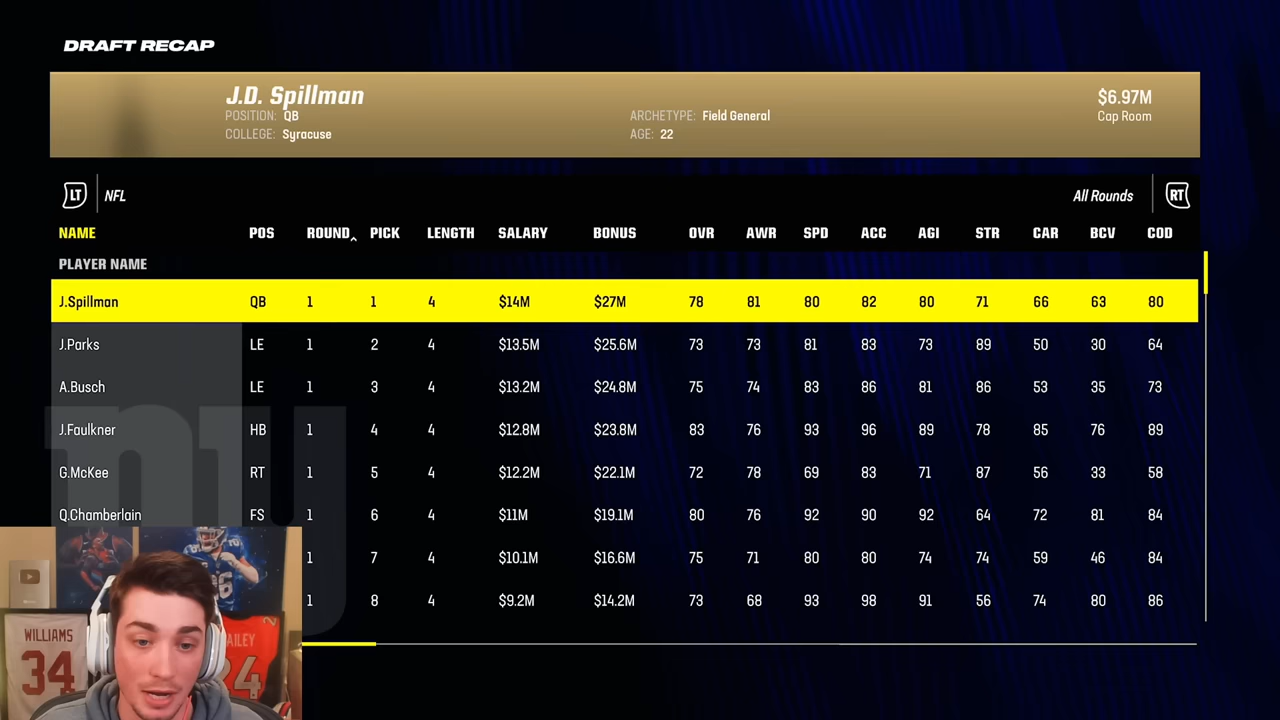 DRAFT RECAP
J.D. Spillman
POSITION: QB
COLLEGE: Syracuse
ARCHETYPE: Field General
AGE: 22
$6.97M
Cap Room
LT NFL
All Rounds RT
NAME POS ROUND PICK LENGTH SALARY BONUS OVR AWR SPD ACC AGI STR CAR BCV COD
PLAYER NAME
J.Spillman QB 1 1 4 $14M $27M 78 81 80 82 80 71 66 63 80
J.Parks LE 1 2 4 $13.5M $25.6M 73 73 81 83 73 89 50 30 64
A.Busch LE 1 3 4 $13.2M $24.8M 75 74 83 86 81 86 53 35 73
J.Faulkner HB 1 4 4 $12.8M $23.8M 83 76 93 96 89 78 85 76 89
G.McKee RT 1 5 4 $12.2M $22.1M 72 78 69 83 71 87 56 33 58
Q.Chamberlain FS 1 6 4 $11M $19.1M 80 76 92 90 92 64 72 81 84
1 7 4 $10.1M $16.6M 75 71 80 80 74 74 59 46 84
1 8 4 $9.2M $14.2M 73 68 93 98 91 56 74 80 86
ny
WILLIAMS
34
AILEY
24
26